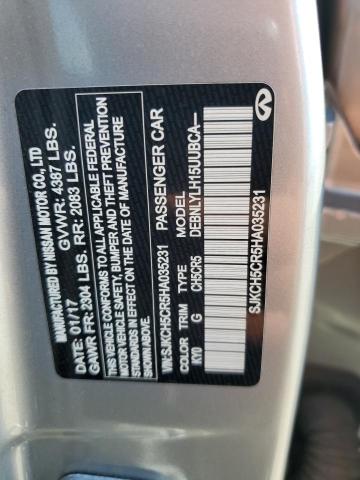 MANUFACTURED BY NISSAN MOTOR CO., LTD
DATE: 01/17 GVWR: 4387 LBS.
GAWR FR: 2304 LBS. RR: 2083 LBS.
THIS VEHICLE CONFORMS TO ALL APPLICABLE FEDERAL
MOTOR VEHICLE SAFETY, BUMPER AND THEFT PREVENTION
STANDARDS IN EFFECT ON THE DATE OF MANUFACTURE
SHOWN ABOVE.
VIN: SJKCH5CR5HA035231 PASSENGER CAR
COLOR TRIM TYPE MODEL
KY0 G CH5CR5 DEBNLYLH15UUBCA—
SJKCH5CR5HA035231
INFINITI